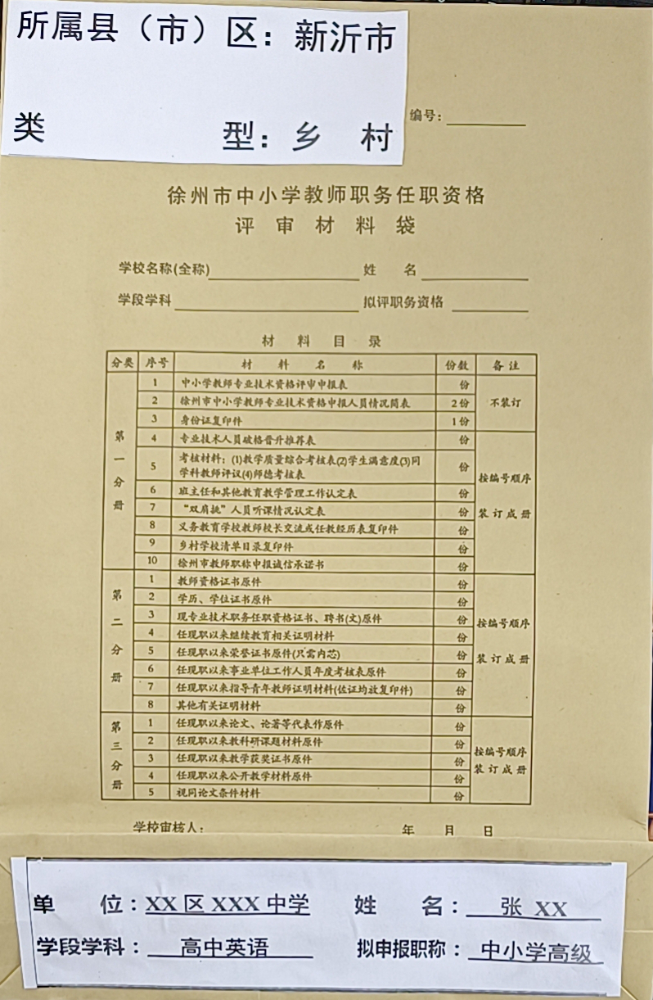 所属县（市）区：新沂市
类 型：乡 村
编号：
徐州市中小学教师职务任职资格
评审材料袋
学校名称(全称) 姓 名
学段学科 拟评职务资格
材 料 目 录
分类 序号 材 料 名 称 份数 备注
第一分册
1 中小学教师专业技术资格评审申报表 份 不装订
2 徐州市中小学教师专业技术资格申报人员情况简表 2份
3 身份证复印件 1份
4 专业技术人员破格晋升推荐表 份 按编号顺序装订成册
5 考核材料：(1)教学质量综合考核表(2)学生满意度(3)同
学科教师评议(4)师德考核表 份
6 班主任和其他教育教学管理工作认定表 份
7 “双肩挑”人员听课情况认定表 份
8 义务教育学校教师校长交流或任教经历表复印件 份
9 乡村学校清单目录复印件 份
10 徐州市教师职称申报诚信承诺书 份
第二分册
1 教师资格证书原件 份 按编号顺序装订成册
2 学历、学位证书原件 份
3 现专业技术职务任职资格证书、聘书(文)原件 份
4 任现职以来继续教育相关证明材料 份
5 任现职以来荣誉证书原件(只需内芯) 份
6 任现职以来事业单位工作人员年度考核表原件 份
7 任现职以来指导青年教师证明材料(佐证均放复印件) 份
8 其他有关证明材料 份
第三分册
1 任现职以来论文、论著等代表作原件 份 按编号顺序装订成册
2 任现职以来教科研课题材料原件 份
3 任现职以来教学获奖证书原件 份
4 任现职以来公开教学材料原件 份
5 视同论文条件材料 份
学校审核人： 年 月 日
单 位：XX区XXX中学 姓 名：张 XX
学段学科：高中英语 拟申报职称：中小学高级